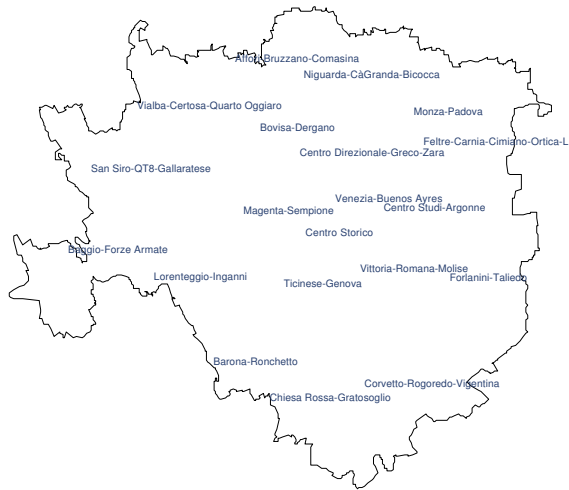 Affori-Bruzzano-Comasina
Niguarda-CàGranda-Bicocca
Vialba-Certosa-Quarto Oggiaro
Monza-Padova
Bovisa-Dergano
Feltre-Carnia-Cimiano-Ortica-L
Centro Direzionale-Greco-Zara
San Siro-QT8-Gallaratese
Venezia-Buenos Ayres
Centro Studi-Argonne
Magenta-Sempione
Centro Storico
Baggio-Forze Armate
Vittoria-Romana-Molise
Lorenteggio-Inganni
Forlanini-Taliedo
Ticinese-Genova
Barona-Ronchetto
Corvetto-Rogoredo-Vigentina
Chiesa Rossa-Gratosoglio